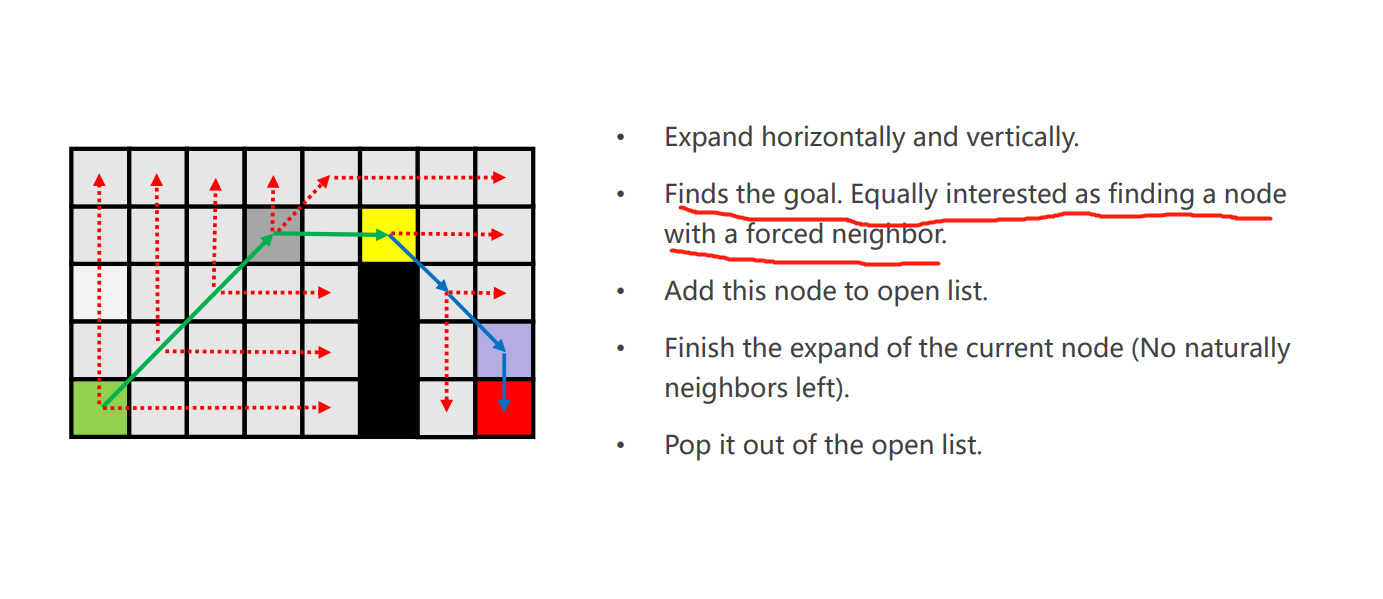 • Expand horizontally and vertically.
• Finds the goal. Equally interested as finding a node
with a forced neighbor.
• Add this node to open list.
• Finish the expand of the current node (No naturally
neighbors left).
• Pop it out of the open list.